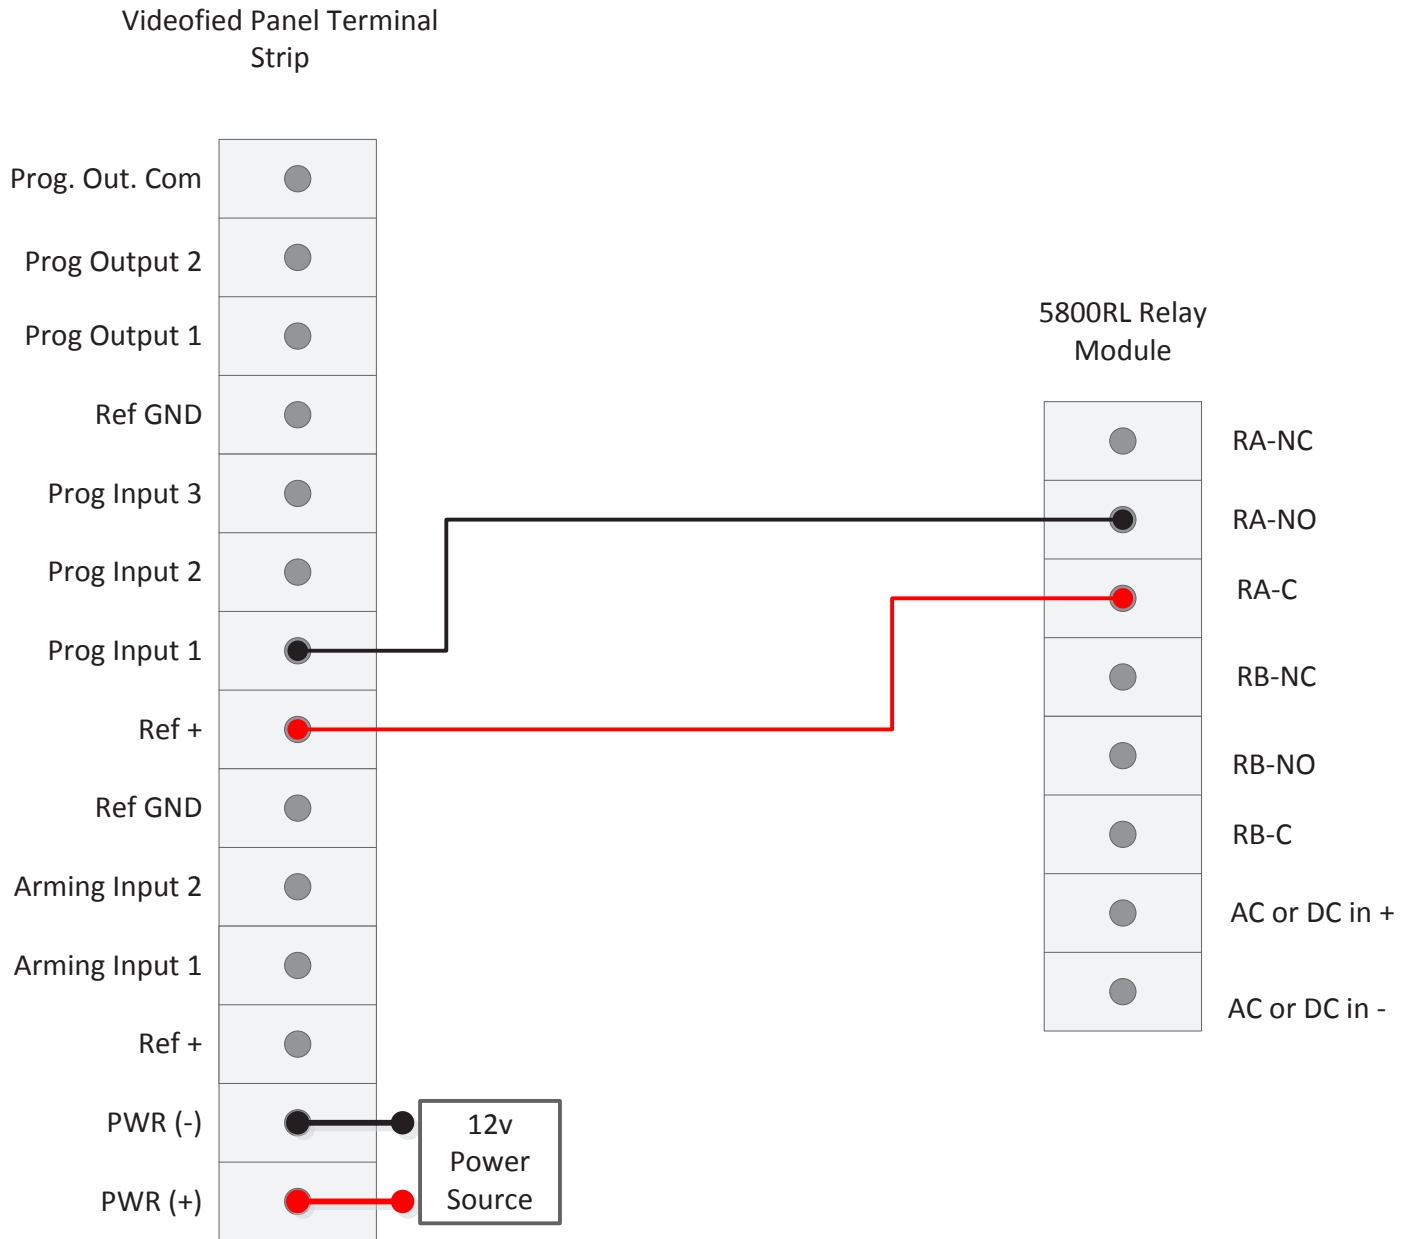 Videofied Panel Terminal
Strip
Prog. Out. Com
Prog Output 2
Prog Output 1
Ref GND
Prog Input 3
Prog Input 2
Prog Input 1
Ref +
Ref GND
Arming Input 2
Arming Input 1
Ref +
PWR (-)
PWR (+)
12v
Power
Source
5800RL Relay
Module
RA-NC
RA-NO
RA-C
RB-NC
RB-NO
RB-C
AC or DC in +
AC or DC in -